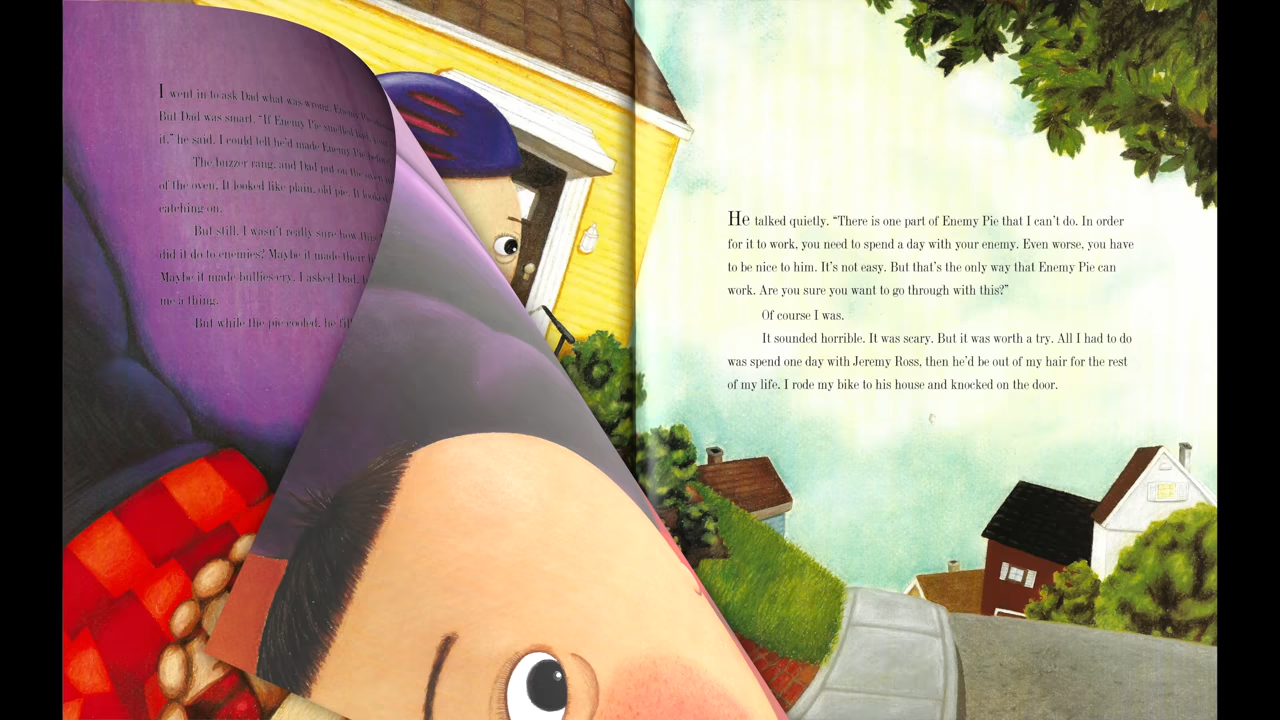 I went in to ask Dad what was wrong. Enemy Pie
But Dad was smart. "If Enemy Pie smelled bad,
it," he said. I could tell he'd made Enemy Pie before
The buzzer rang, and Dad put on the oven
of the oven. It looked like plain, old pie. It looked
catching on.
But still, I wasn't really sure how this
did it do to enemies? Maybe it made their
Maybe it made bullies cry. I asked Dad,
me a thing.
But while the pie cooled, he
He talked quietly. “There is one part of Enemy Pie that I can’t do. In order
for it to work, you need to spend a day with your enemy. Even worse, you have
to be nice to him. It’s not easy. But that’s the only way that Enemy Pie can
work. Are you sure you want to go through with this?”
Of course I was.
It sounded horrible. It was scary. But it was worth a try. All I had to do
was spend one day with Jeremy Ross, then he’d be out of my hair for the rest
of my life. I rode my bike to his house and knocked on the door.